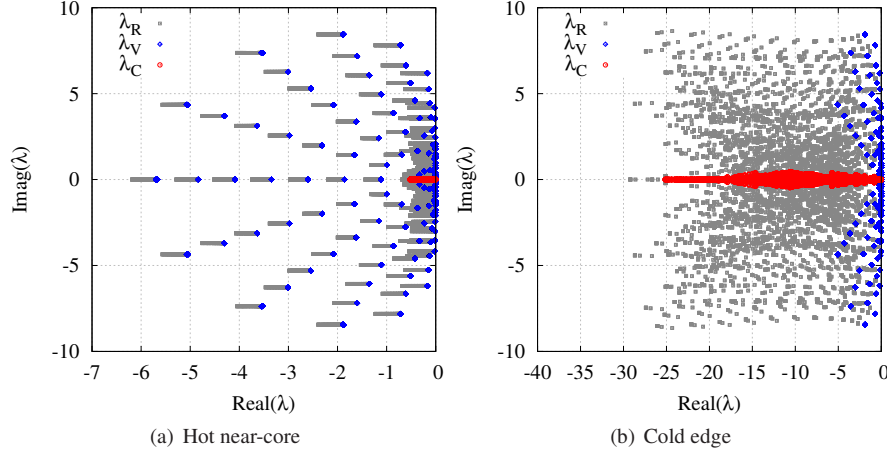 10
5
0
-5
-10
-7 -6 -5 -4 -3 -2 -1 0
Imag(λ)
Real(λ)
λR
λV
λC
(a) Hot near-core
10
5
0
-5
-10
-40 -35 -30 -25 -20 -15 -10 -5 0
Imag(λ)
Real(λ)
λR
λV
λC
(b) Cold edge